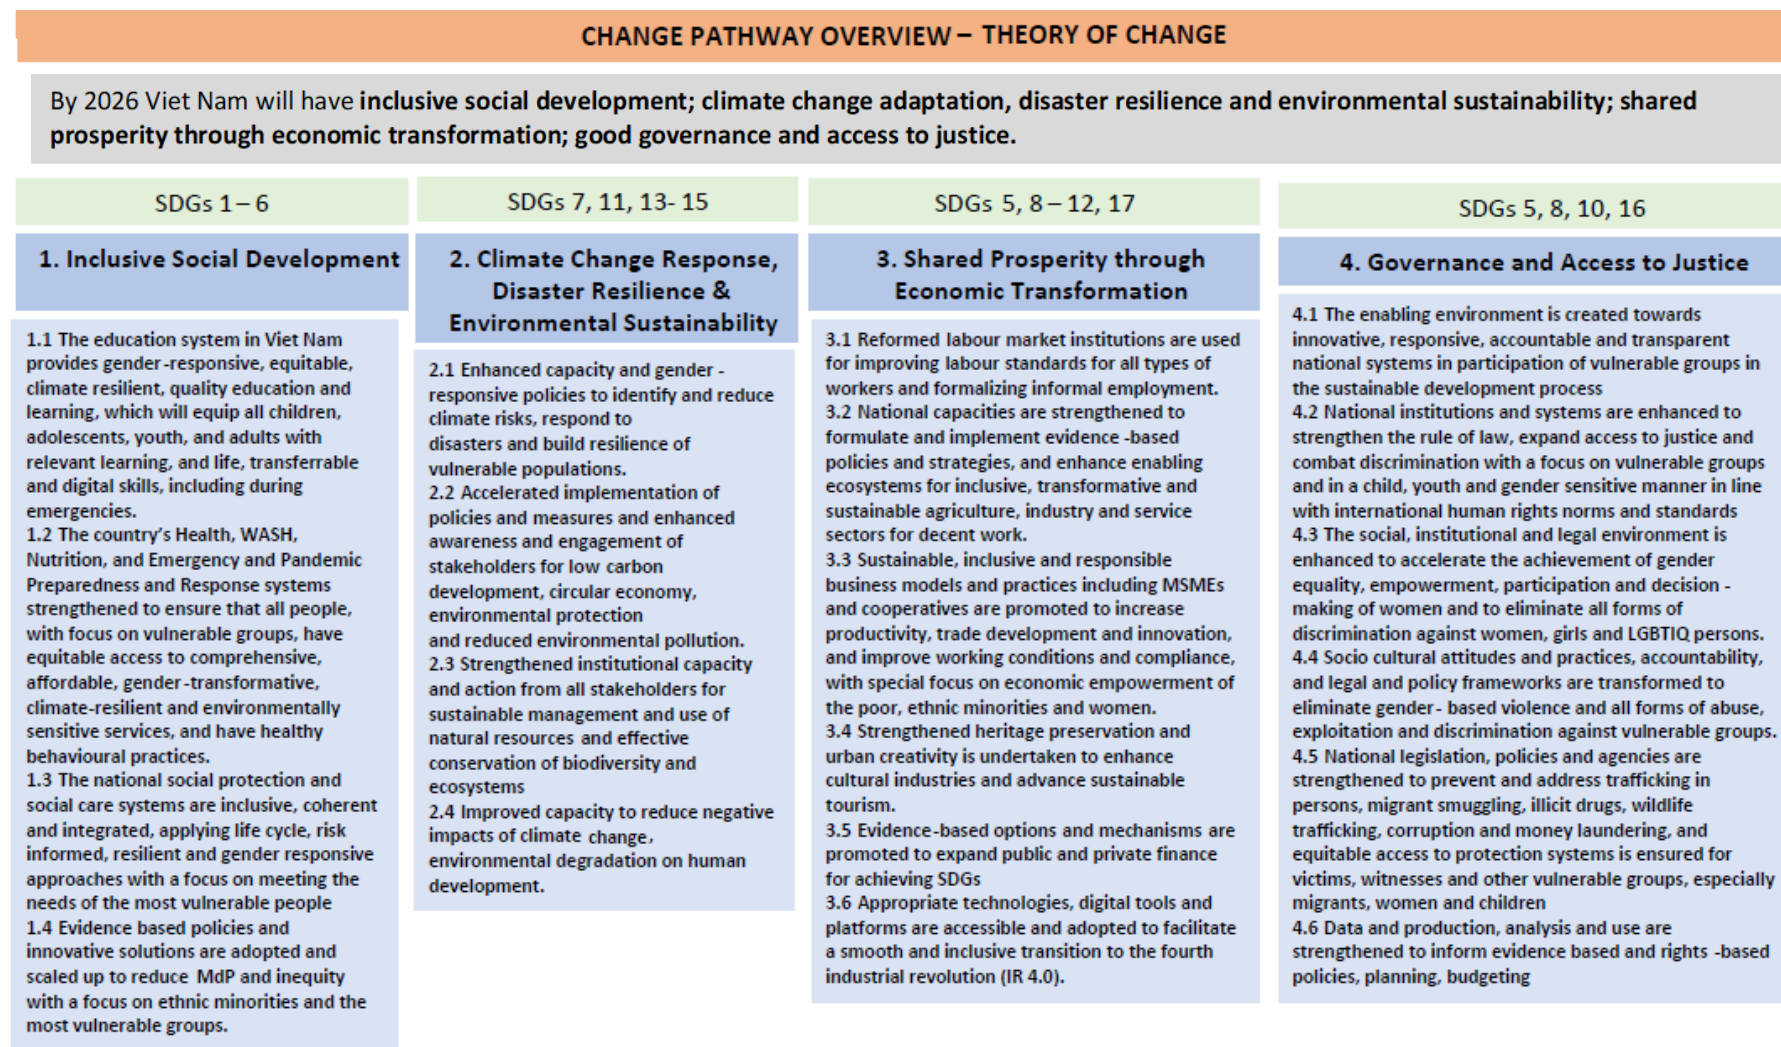 CHANGE PATHWAY OVERVIEW – THEORY OF CHANGE
By 2026 Viet Nam will have inclusive social development; climate change adaptation, disaster resilience and environmental sustainability; shared
prosperity through economic transformation; good governance and access to justice.
SDGs 1 – 6
1. Inclusive Social Development
1.1 The education system in Viet Nam
provides gender -responsive, equitable,
climate resilient, quality education and
learning, which will equip all children,
adolescents, youth, and adults with
relevant learning, and life, transferrable
and digital skills, including during
emergencies.
1.2 The country's Health, WASH,
Nutrition, and Emergency and Pandemic
Preparedness and Response systems
strengthened to ensure that all people,
with focus on vulnerable groups, have
equitable access to comprehensive,
affordable, gender-transformative,
climate-resilient and environmentally
sensitive services, and have healthy
behavioural practices.
1.3 The national social protection and
social care systems are inclusive, coherent
and integrated, applying life cycle, risk
informed, resilient and gender responsive
approaches with a focus on meeting the
needs of the most vulnerable people
1.4 Evidence based policies and
innovative solutions are adopted and
scaled up to reduce MdP and inequity
with a focus on ethnic minorities and the
most vulnerable groups.
SDGs 7, 11, 13- 15
2. Climate Change Response,
Disaster Resilience &
Environmental Sustainability
2.1 Enhanced capacity and gender -
responsive policies to identify and reduce
climate risks, respond to
disasters and build resilience of
vulnerable populations.
2.2 Accelerated implementation of
policies and measures and enhanced
awareness and engagement of
stakeholders for low carbon
development, circular economy,
environmental protection
and reduced environmental pollution.
2.3 Strengthened institutional capacity
and action from all stakeholders for
sustainable management and use of
natural resources and effective
conservation of biodiversity and
ecosystems
2.4 Improved capacity to reduce negative
impacts of climate change,
environmental degradation on human
development.
SDGs 5, 8 – 12, 17
3. Shared Prosperity through
Economic Transformation
3.1 Reformed labour market institutions are used
for improving labour standards for all types of
workers and formalizing informal employment.
3.2 National capacities are strengthened to
formulate and implement evidence -based
policies and strategies, and enhance enabling
ecosystems for inclusive, transformative and
sustainable agriculture, industry and service
sectors for decent work.
3.3 Sustainable, inclusive and responsible
business models and practices including MSMEs
and cooperatives are promoted to increase
productivity, trade development and innovation,
and improve working conditions and compliance,
with special focus on economic empowerment of
the poor, ethnic minorities and women.
3.4 Strengthened heritage preservation and
urban creativity is undertaken to enhance
cultural industries and advance sustainable
tourism.
3.5 Evidence-based options and mechanisms are
promoted to expand public and private finance
for achieving SDGs
3.6 Appropriate technologies, digital tools and
platforms are accessible and adopted to facilitate
a smooth and inclusive transition to the fourth
industrial revolution (IR 4.0).
SDGs 5, 8, 10, 16
4. Governance and Access to Justice
4.1 The enabling environment is created towards
innovative, responsive, accountable and transparent
national systems in participation of vulnerable groups in
the sustainable development process
4.2 National institutions and systems are enhanced to
strengthen the rule of law, expand access to justice and
combat discrimination with a focus on vulnerable groups
and in a child, youth and gender sensitive manner in line
with international human rights norms and standards
4.3 The social, institutional and legal environment is
enhanced to accelerate the achievement of gender
equality, empowerment, participation and decision -
making of women and to eliminate all forms of
discrimination against women, girls and LGBTIQ persons.
4.4 Socio cultural attitudes and practices, accountability,
and legal and policy frameworks are transformed to
eliminate gender- based violence and all forms of abuse,
exploitation and discrimination against vulnerable groups.
4.5 National legislation, policies and agencies are
strengthened to prevent and address trafficking in
persons, migrant smuggling, illicit drugs, wildlife
trafficking, corruption and money laundering, and
equitable access to protection systems is ensured for
victims, witnesses and other vulnerable groups, especially
migrants, women and children
4.6 Data and production, analysis and use are
strengthened to inform evidence based and rights -based
policies, planning, budgeting